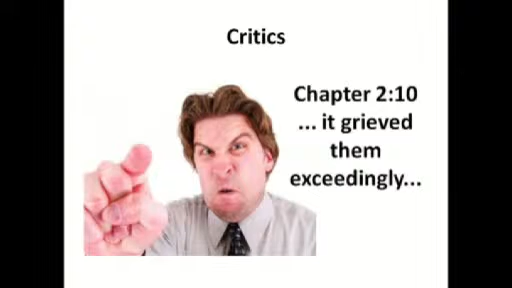 Critics
Chapter 2:10
... it grieved
them
exceedingly...